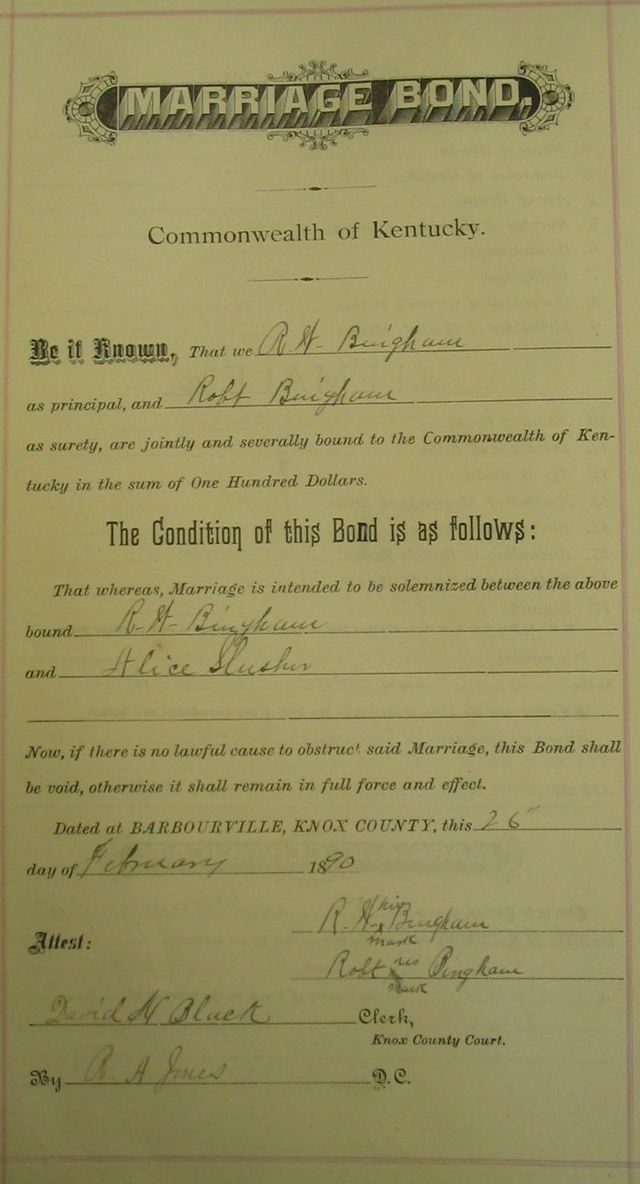 MARRIAGE BOND.
Commonwealth of Kentucky.
Be it Known, That we R H Bingham
as principal, and Robt Bingham
as surety, are jointly and severally bound to the Commonwealth of Ken-
tucky in the sum of One Hundred Dollars.
The Condition of this Bond is as follows:
That whereas, Marriage is intended to be solemnized between the above
bound R-H- Bingham
and Alice Slusher
Now, if there is no lawful cause to obstruct said Marriage, this Bond shall
be void, otherwise it shall remain in full force and effect.
Dated at BARBOURVILLE, KNOX COUNTY, this 26"
day of February 1890
his
R. H x Bingham
mark
Attest:
his
Robt x Bingham
mark
David H Black Clerk,
Knox County Court.
By R A Jones D.C.